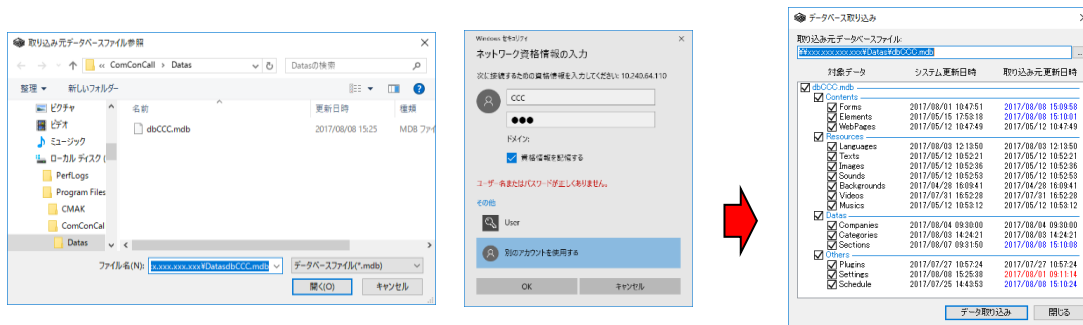 取り込み元データベースファイル参照
« ComConCall › Datas
Datasの検索
整理 新しいフォルダー
名前 更新日時 種類
ピクチャ
ビデオ
ミュージック
ローカル ディスク (
PerfLogs
Program Files
CMAK
ComConCal
Datas
dbCCC.mdb 2017/08/08 15:25 MDB ファイ
ファイル名(N): x.xxx.xxx.xxx¥DatasdbCCC.mdb データベースファイル(*.mdb)
開く(O) キャンセル
Windows セキュリティ
ネットワーク資格情報の入力
次に接続するための資格情報を入力してください: 10.240.64.110
CCC
●●●
ドメイン:
資格情報を記憶する
ユーザー名またはパスワードが正しくありません。
その他
User
別のアカウントを使用する
OK キャンセル
データベース取り込み
取り込み元データベースファイル:
¥¥xxx.xxx.xxx.xxx¥Datas¥dbCCC.mdb ...
対象データ システム更新日時 取り込み元更新日時
dbCCC.mdb
Contents
Forms 2017/08/01 10:47:51 2017/08/08 15:09:58
Elements 2017/05/15 17:53:18 2017/08/08 15:10:01
WebPages 2017/05/12 10:47:49 2017/05/12 10:47:49
Resources
Languages 2017/08/03 12:13:50 2017/08/03 12:13:50
Texts 2017/05/12 10:52:21 2017/05/12 10:52:21
Images 2017/05/12 10:52:36 2017/05/12 10:52:36
Sounds 2017/05/12 10:52:53 2017/05/12 10:52:53
Backgrounds 2017/04/28 16:09:41 2017/04/28 16:09:41
Videos 2017/07/31 16:52:28 2017/07/31 16:52:28
Musics 2017/05/12 10:53:12 2017/05/12 10:53:12
Datas
Companies 2017/08/04 09:30:00 2017/08/04 09:30:00
Categories 2017/08/03 14:24:21 2017/08/03 14:24:21
Sections 2017/08/07 09:31:50 2017/08/08 15:10:08
Others
Plugins 2017/07/27 10:57:24 2017/07/27 10:57:24
Settings 2017/08/08 15:25:38 2017/08/01 09:11:14
Schedule 2017/07/25 14:43:53 2017/08/08 15:10:24
データ取り込み 閉じる